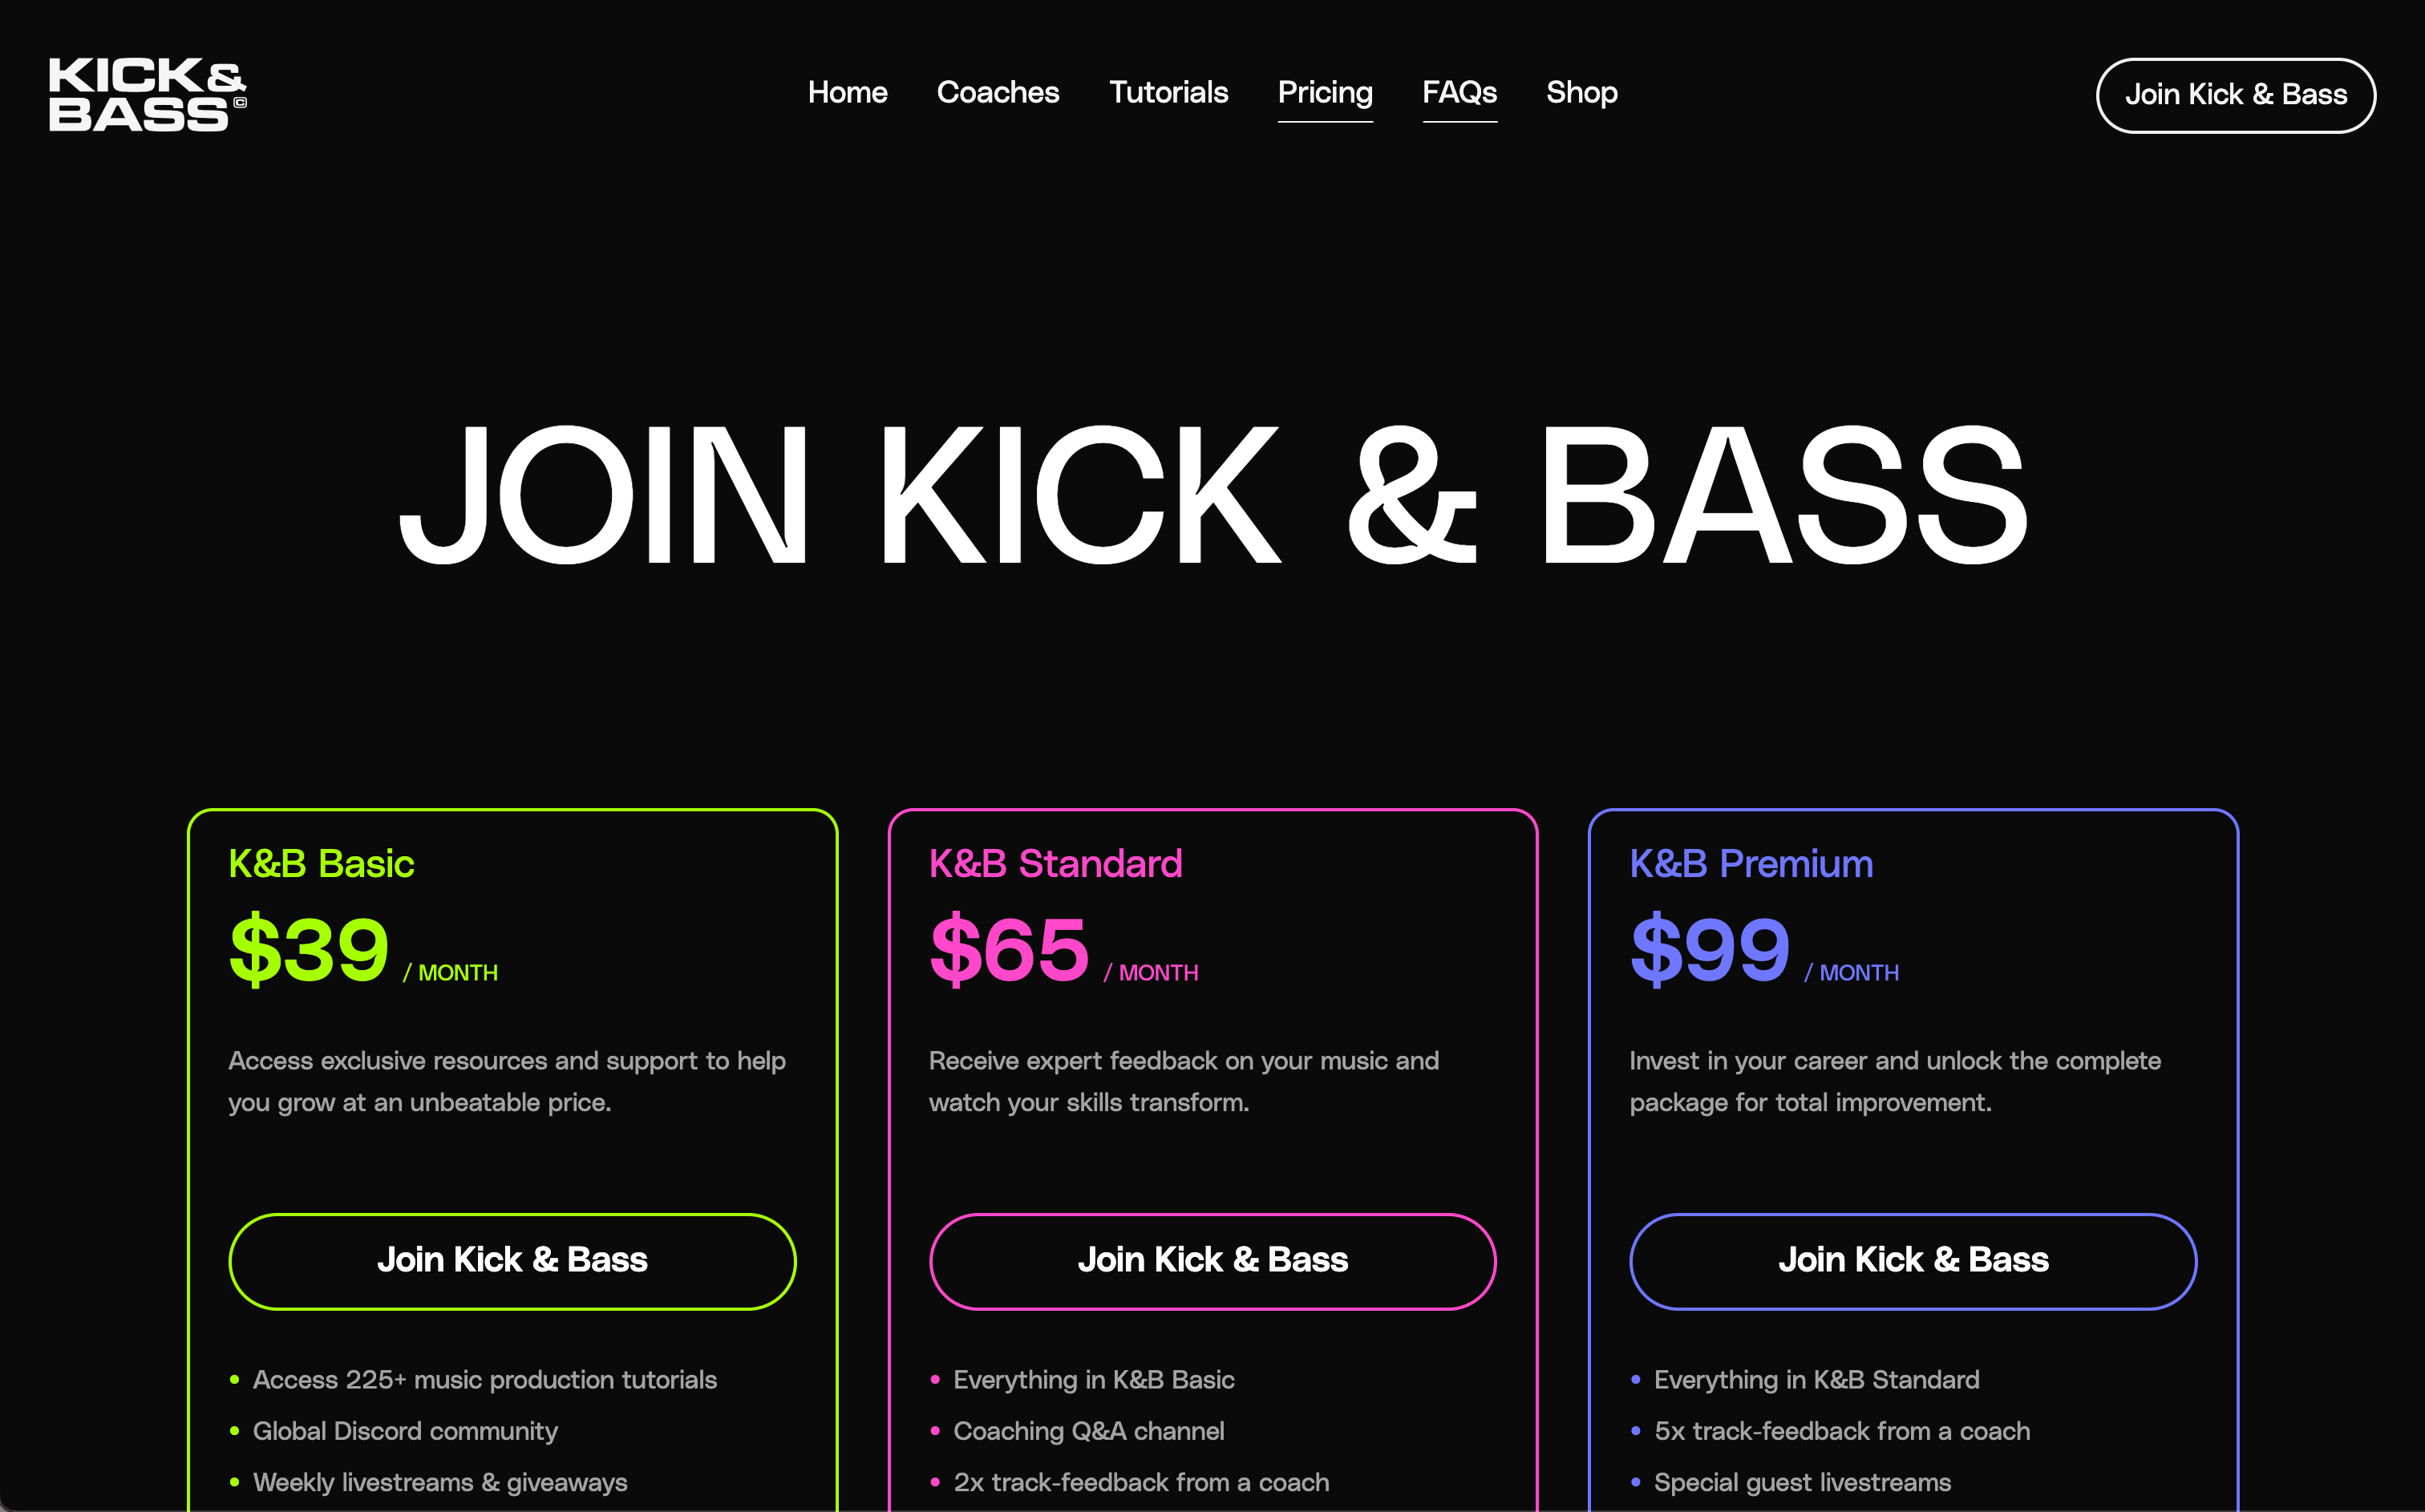 KICK&
BASS©
Home Coaches Tutorials Pricing FAQs Shop
Join Kick & Bass
JOIN KICK & BASS
K&B Basic
$39 / MONTH
Access exclusive resources and support to help
you grow at an unbeatable price.
Join Kick & Bass
• Access 225+ music production tutorials
• Global Discord community
• Weekly livestreams & giveaways
K&B Standard
$65 / MONTH
Receive expert feedback on your music and
watch your skills transform.
Join Kick & Bass
• Everything in K&B Basic
• Coaching Q&A channel
• 2x track-feedback from a coach
K&B Premium
$99 / MONTH
Invest in your career and unlock the complete
package for total improvement.
Join Kick & Bass
• Everything in K&B Standard
• 5x track-feedback from a coach
• Special guest livestreams